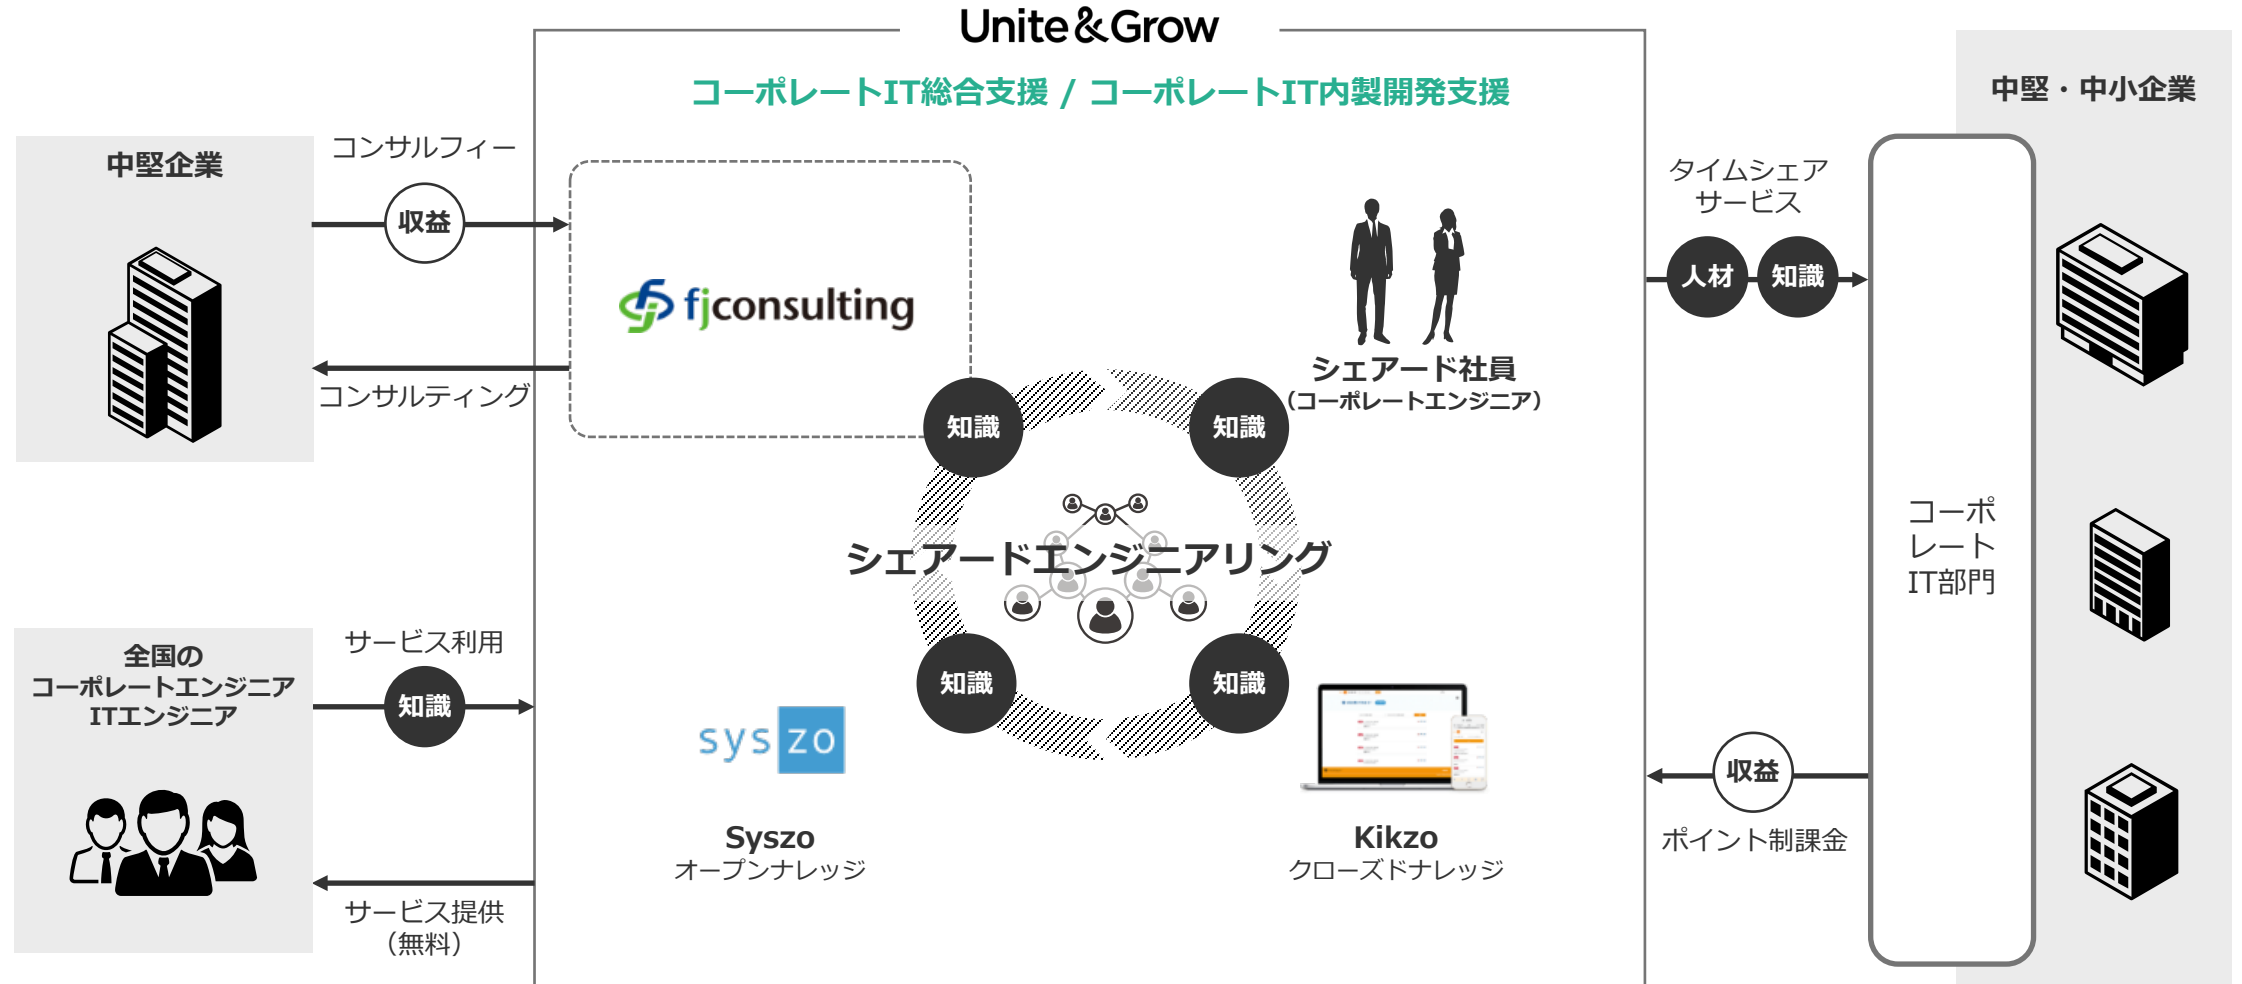 Unite&Grow
コーポレートIT総合支援 / コーポレートIT内製開発支援
中堅企業
コンサルフィー
収益
コンサルティング
fjconsulting
シェアード社員
（コーポレートエンジニア）
知識
知識
シェアードエンジニアリング
知識
知識
全国の
コーポレートエンジニア
ITエンジニア
サービス利用
知識
サービス提供
（無料）
sys zo
Syszo
オープンナレッジ
Kikzo
クローズドナレッジ
タイムシェア
サービス
人材
知識
収益
ポイント制課金
中堅・中小企業
コーポ
レート
IT部門